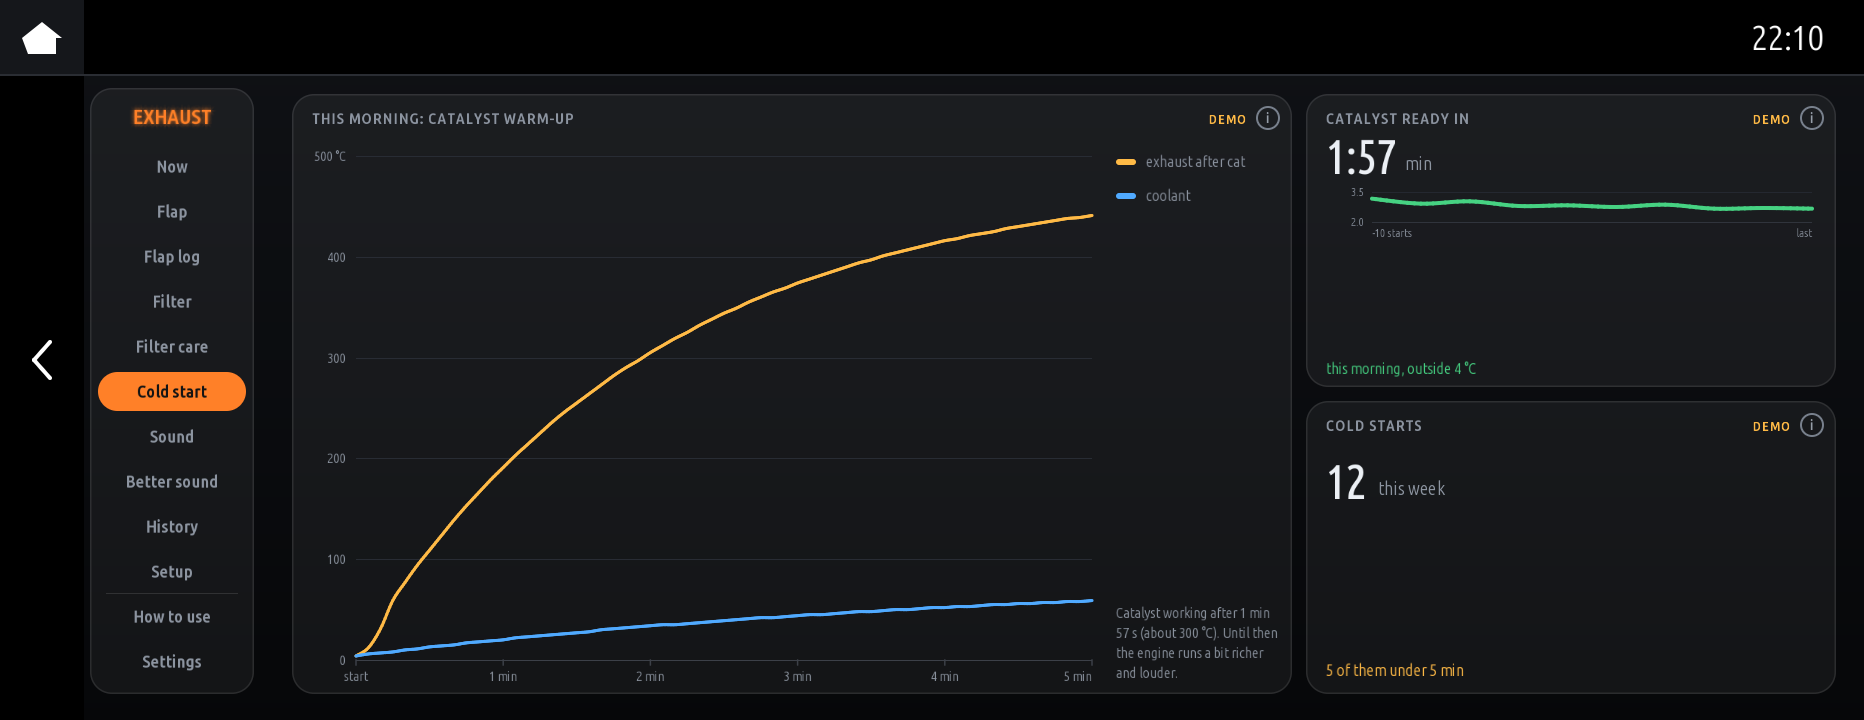 22:10
EXHAUST
Now
Flap
Flap log
Filter
Filter care
Cold start
Sound
Better sound
History
Setup
How to use
Settings
THIS MORNING: CATALYST WARM-UP
DEMO
i
500 °C
400
300
200
100
0
start
1 min
2 min
3 min
4 min
5 min
exhaust after cat
coolant
Catalyst working after 1 min
57 s (about 300 °C). Until then
the engine runs a bit richer
and louder.
CATALYST READY IN
DEMO
i
1:57 min
3.5
2.0
-10 starts
last
this morning, outside 4 °C
COLD STARTS
DEMO
i
12 this week
5 of them under 5 min